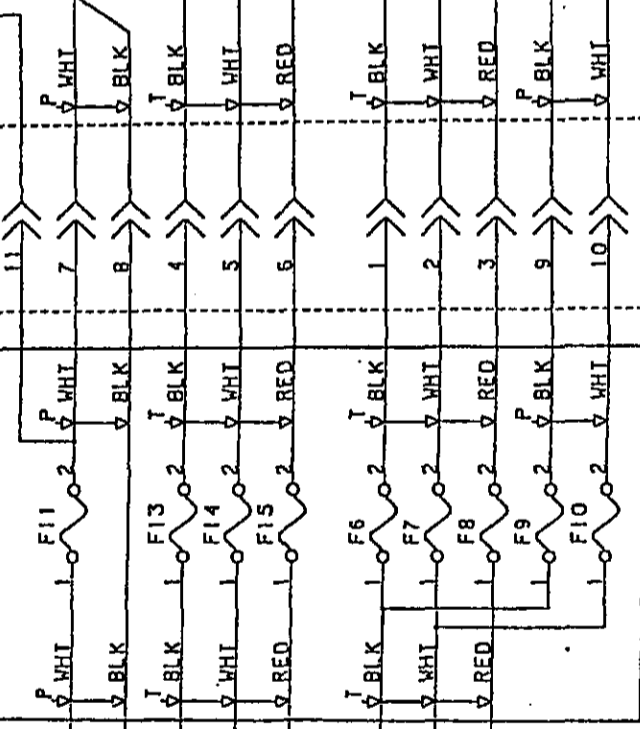 P WHT BLK T BLK WHT RED T BLK WHT RED P BLK WHT
11 7 8 4 5 6 1 2 3 9 10
P WHT BLK T BLK WHT RED T BLK WHT RED P BLK WHT
2 2 2 2 2 2 2 2 2
F11 F13 F14 F15 F6 F7 F8 F9 F10
1 1 1 1 1 1 1 1 1
P WHT BLK T BLK WHT RED T BLK WHT RED